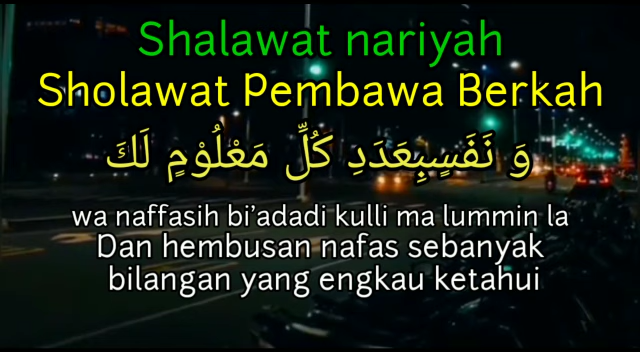 Shalawat nariyah
Sholawat Pembawa Berkah
وَ نَفَسٍبِعَدَدِ كُلِّ مَعْلُوْمٍ لَكَ
wa naffasih bi'adadi kulli ma lummin la
Dan hembusan nafas sebanyak
bilangan yang engkau ketahui